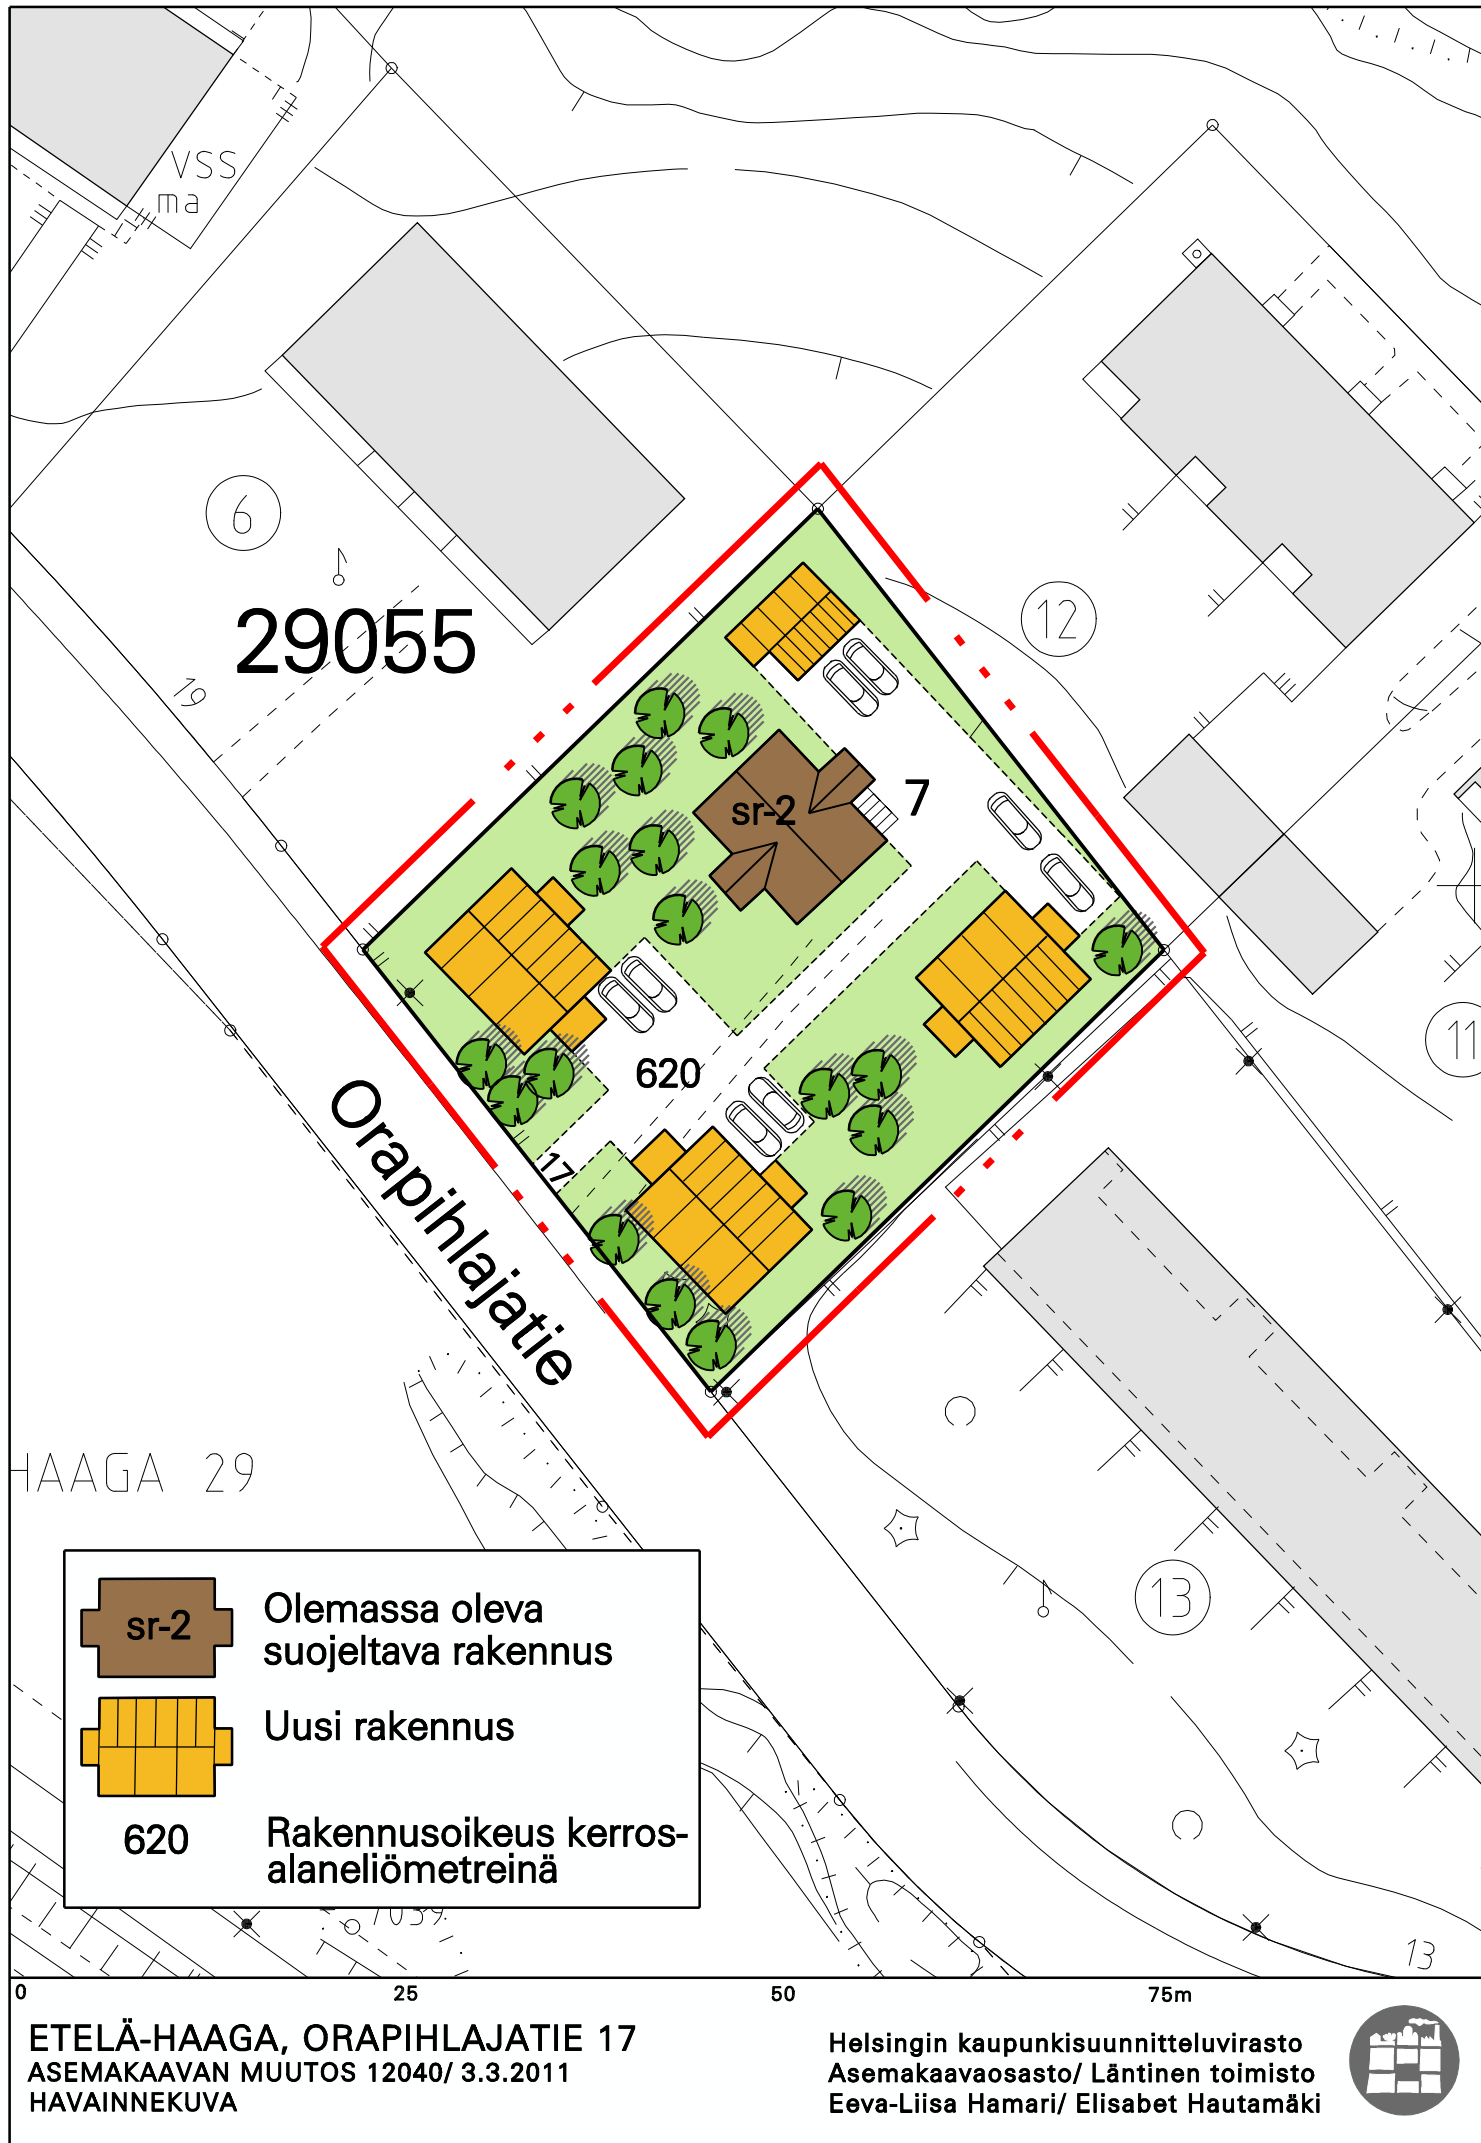 VSS
ma
6
29055
12
19
7
sr-2
11
620
17
Orapihlajatie
HAAGA 29
13
sr-2
Olemassa oleva
suojeltava rakennus
Uusi rakennus
620
Rakennusoikeus kerros-
alaneliömetreinä
7039
13
0 25 50 75m
ETELÄ-HAAGA, ORAPIHLAJATIE 17
ASEMAKAAVAN MUUTOS 12040/ 3.3.2011
HAVAINNEKUVA
Helsingin kaupunkisuunnitteluvirasto
Asemakaavaosasto/ Läntinen toimisto
Eeva-Liisa Hamari/ Elisabet Hautamäki